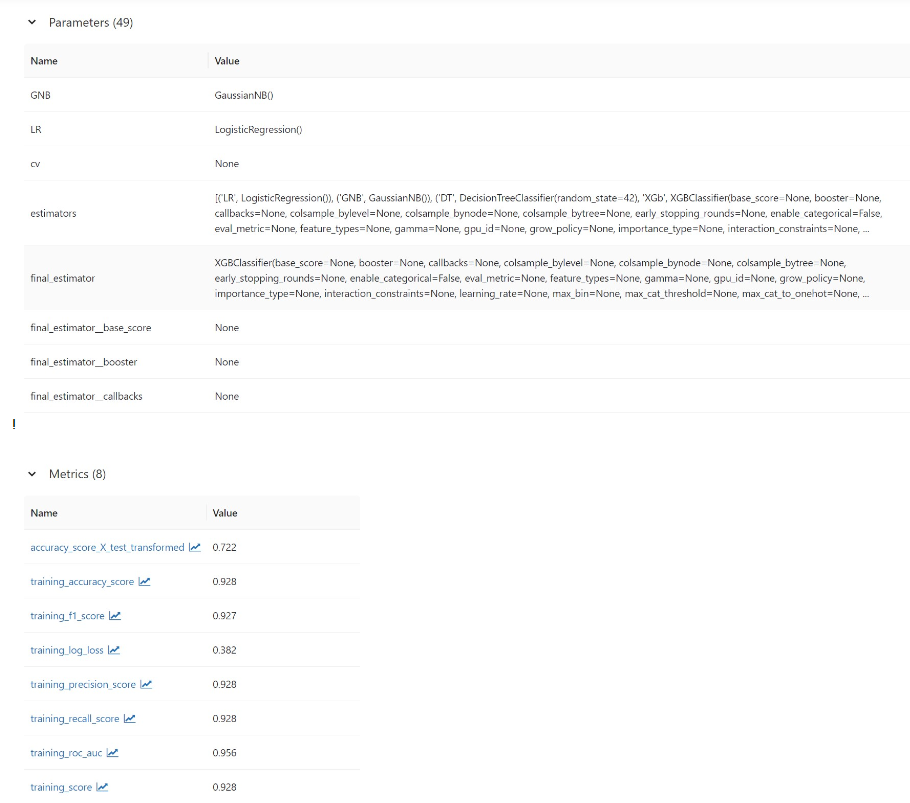 Parameters (49)
Name Value
GNB GaussianNB()
LR LogisticRegression()
cv None
estimators [('LR', LogisticRegression()), ('GNB', GaussianNB()), ('DT', DecisionTreeClassifier(random_state=42), 'XGb', XGBClassifier(base_score=None, booster=None,
callbacks=None, colsample_bylevel=None, colsample_bynode=None, colsample_bytree=None, early_stopping_rounds=None, enable_categorical=False,
eval_metric=None, feature_types=None, gamma=None, gpu_id=None, grow_policy=None, importance_type=None, interaction_constraints=None, ...
final_estimator XGBClassifier(base_score=None, booster=None, callbacks=None, colsample_bylevel=None, colsample_bynode=None, colsample_bytree=None,
early_stopping_rounds=None, enable_categorical=False, eval_metric=None, feature_types=None, gamma=None, gpu_id=None, grow_policy=None,
importance_type=None, interaction_constraints=None, learning_rate=None, max_bin=None, max_cat_threshold=None, max_cat_to_onehot=None, ...
final_estimator__base_score None
final_estimator__booster None
final_estimator__callbacks None
!
Metrics (8)
Name Value
accuracy_score_X_test_transformed 0.722
training_accuracy_score 0.928
training_f1_score 0.927
training_log_loss 0.382
training_precision_score 0.928
training_recall_score 0.928
training_roc_auc 0.956
training_score 0.928